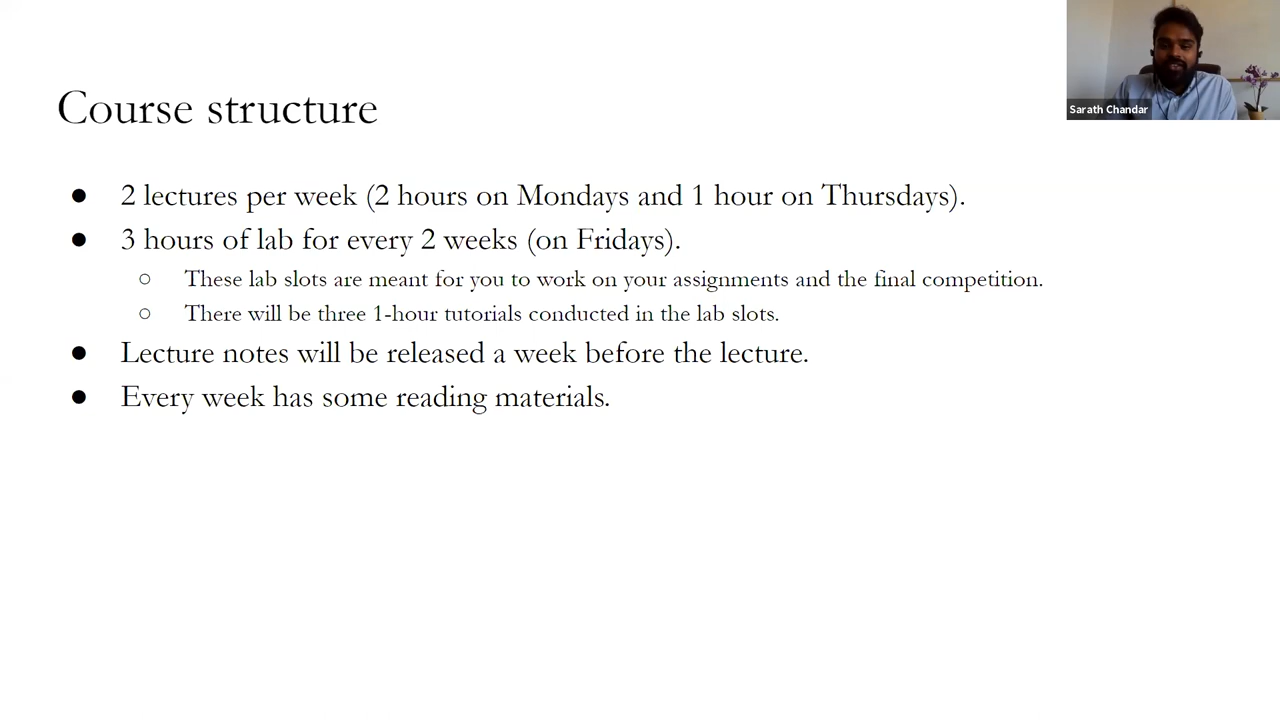 Sarath Chandar
Course structure
● 2 lectures per week (2 hours on Mondays and 1 hour on Thursdays).
● 3 hours of lab for every 2 weeks (on Fridays).
○ These lab slots are meant for you to work on your assignments and the final competition.
○ There will be three 1-hour tutorials conducted in the lab slots.
● Lecture notes will be released a week before the lecture.
● Every week has some reading materials.